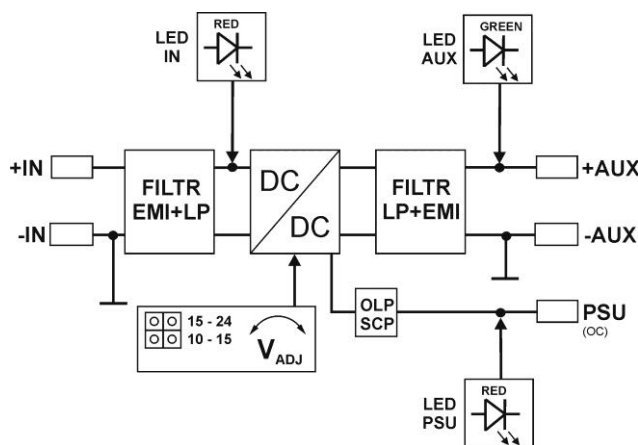 LED
IN
RED
LED
AUX
GREEN
+IN
FILTR
EMI+LP
DC
DC
FILTR
LP+EMI
+AUX
-IN
-AUX
15 - 24
10 - 15
VADJ
OLP
SCP
PSU
(OC)
LED
PSU
RED